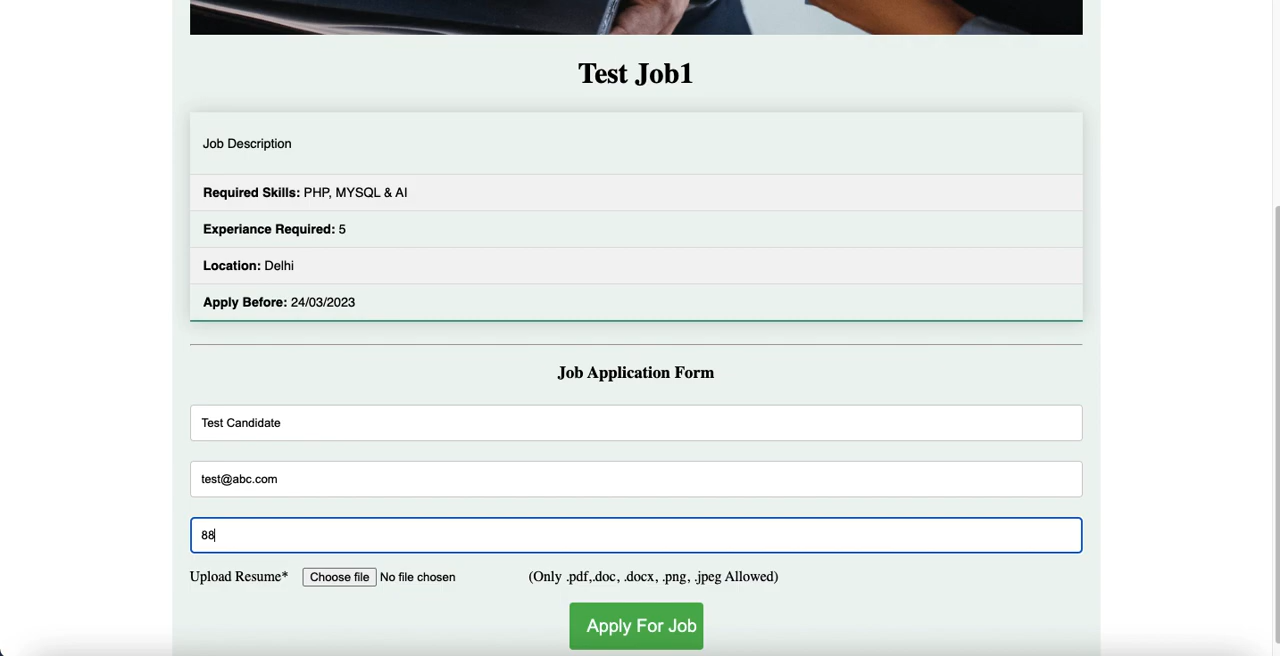 Test Job1
Job Description
Required Skills: PHP, MYSQL & AI
Experiance Required: 5
Location: Delhi
Apply Before: 24/03/2023
Job Application Form
Test Candidate
test@abc.com
88
Upload Resume* Choose file No file chosen (Only .pdf,.doc, .docx, .png, .jpeg Allowed)
Apply For Job